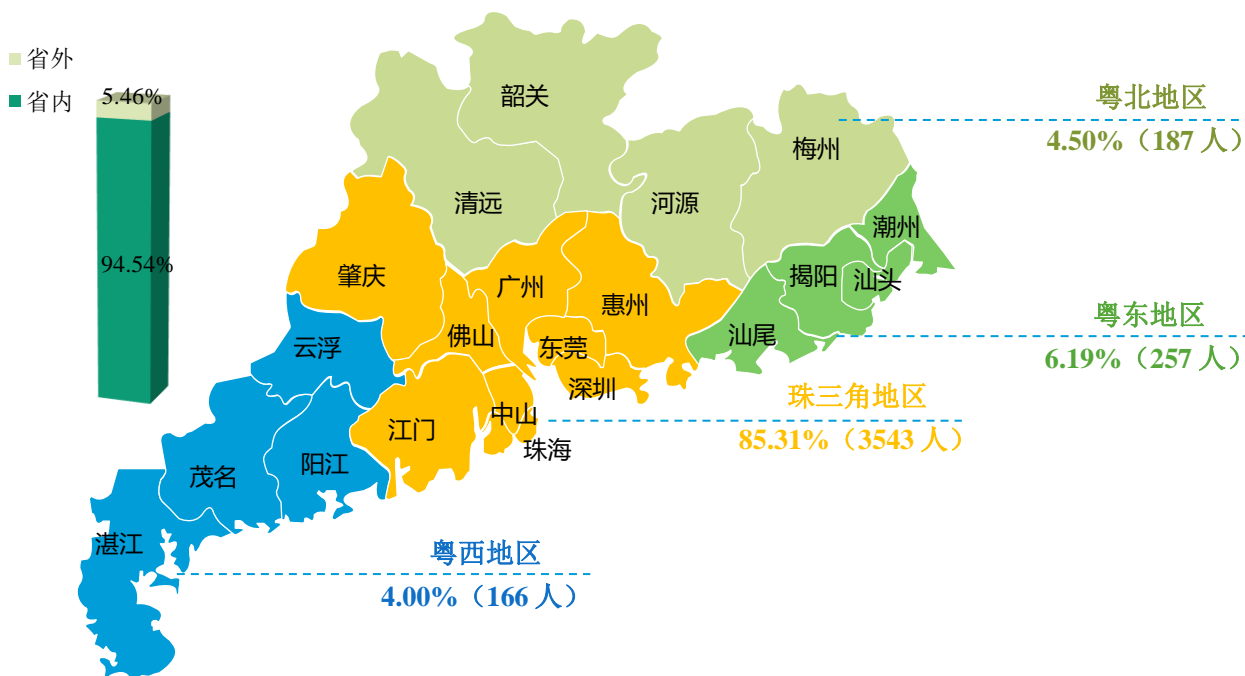 省外
省内
5.46%
94.54%
韶关
梅州
清远
河源
潮州
肇庆
广州
惠州
揭阳
汕头
云浮
佛山
东莞
汕尾
深圳
江门
中山
珠海
茂名
阳江
湛江
粤北地区
4.50%（187 人）
粤东地区
6.19%（257 人）
珠三角地区
85.31%（3543 人）
粤西地区
4.00%（166 人）